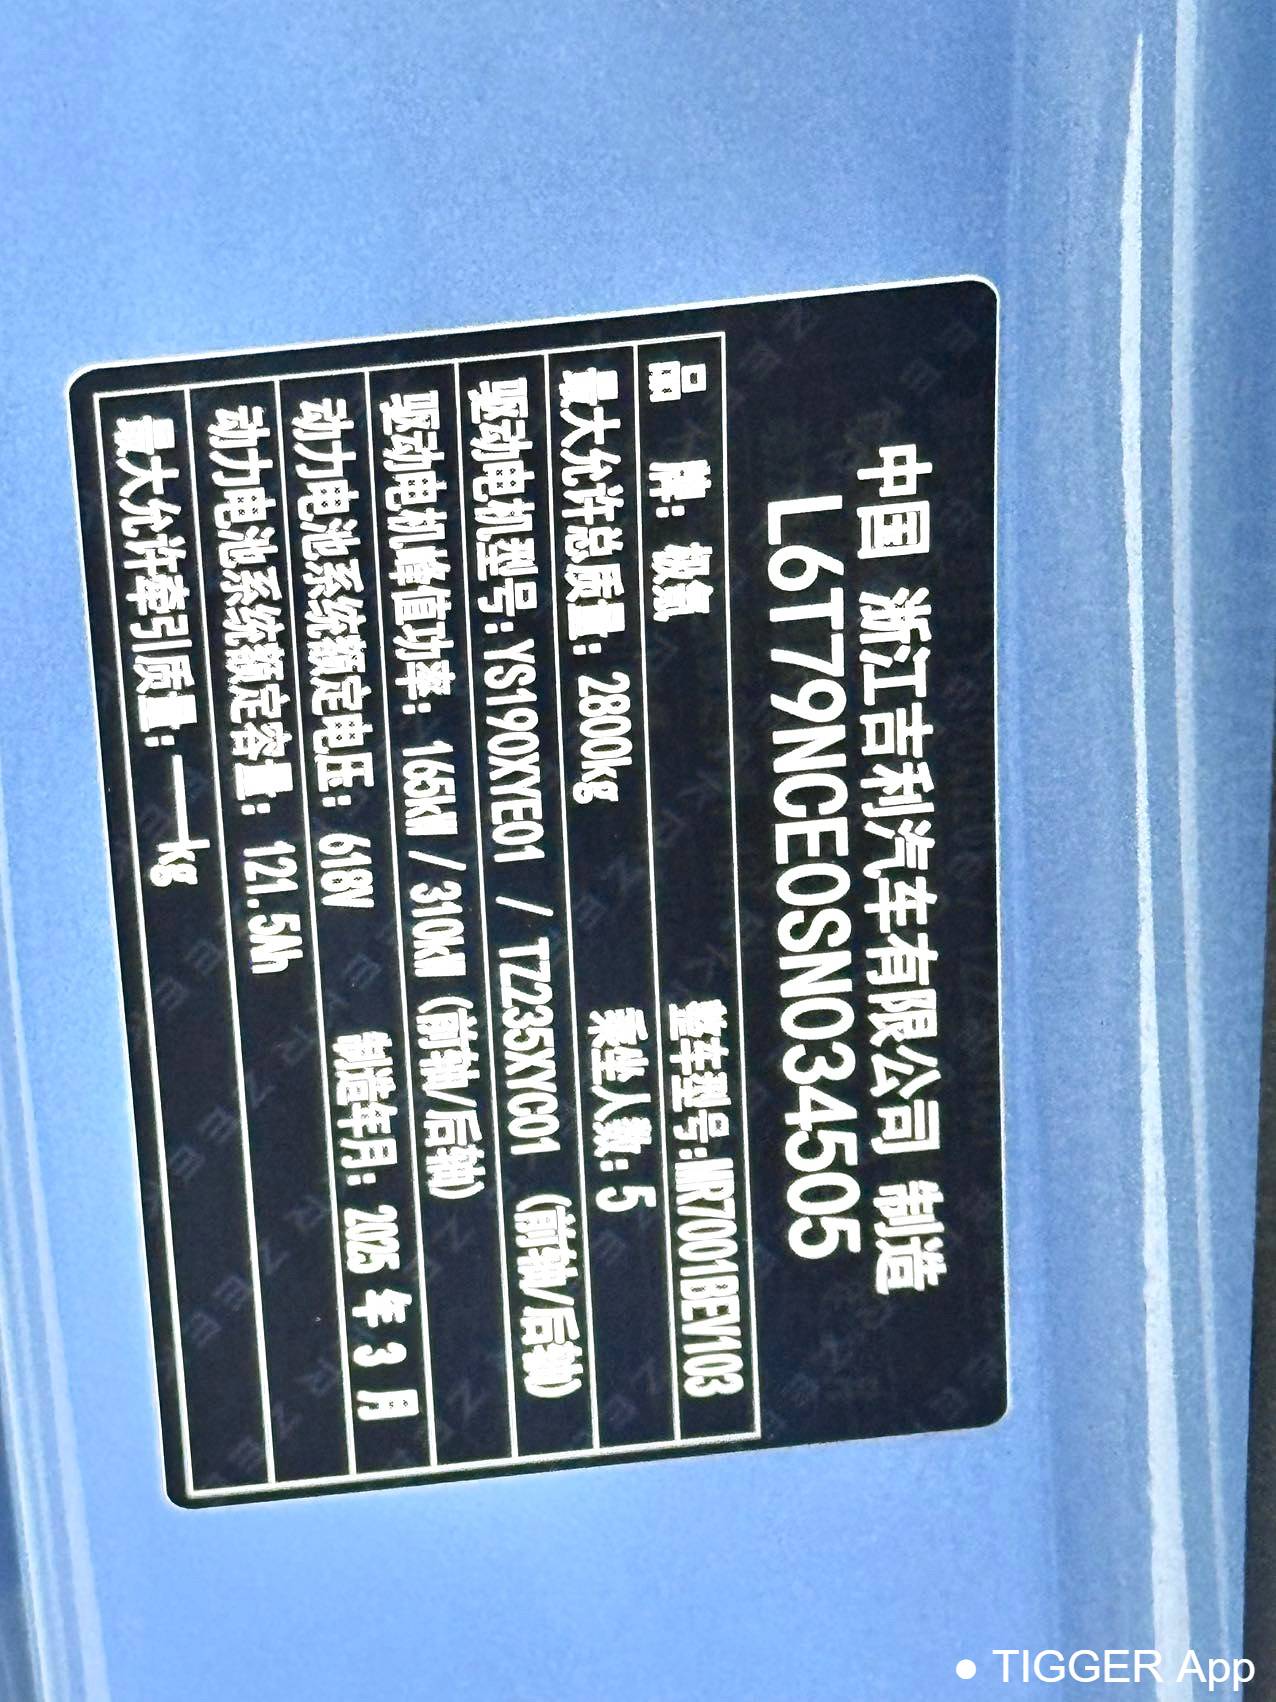 中国 浙江吉利汽车有限公司 制造
L6T79NCE0SN034505
品 牌: 极氪 整车型号:MR7001BEV103
最大允许总质量: 2800kg 乘坐人数: 5
驱动电机型号: YS190XYE01 / TZ235XYC01 (前轴/后轴)
驱动电机峰值功率: 165kW / 310kW (前轴/后轴)
动力电池系统额定电压: 618V 制造年月: 2025 年 3 月
动力电池系统额定容量: 121.5Ah
最大允许牵引质量: ——kg
● TIGGER App